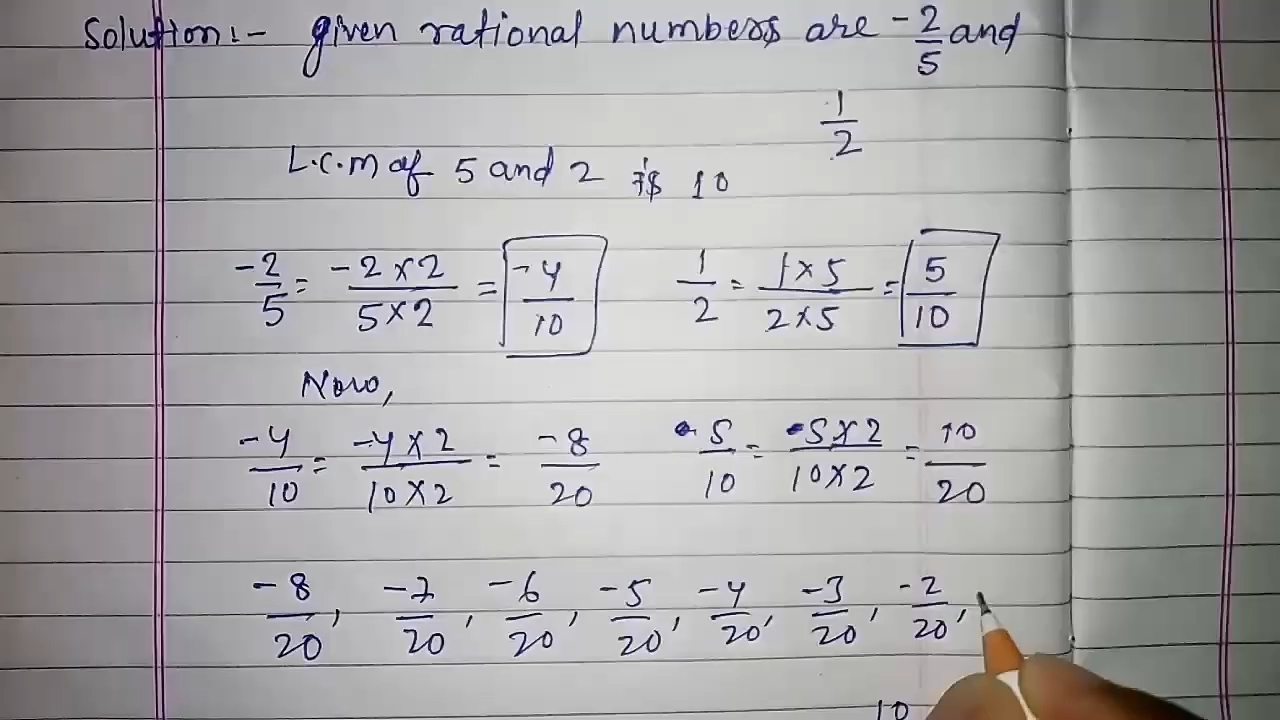 Solution:- given rational numbers are -2/5 and
1/2
L.C.M of 5 and 2 is 10
-2/5 = -2×2/5×2 = -4/10 1/2 = 1×5/2×5 = 5/10
Now,
-4/10 = -4×2/10×2 = -8/20 5/10 = 5×2/10×2 = 10/20
-8/20, -7/20, -6/20, -5/20, -4/20, -3/20, -2/20,
10